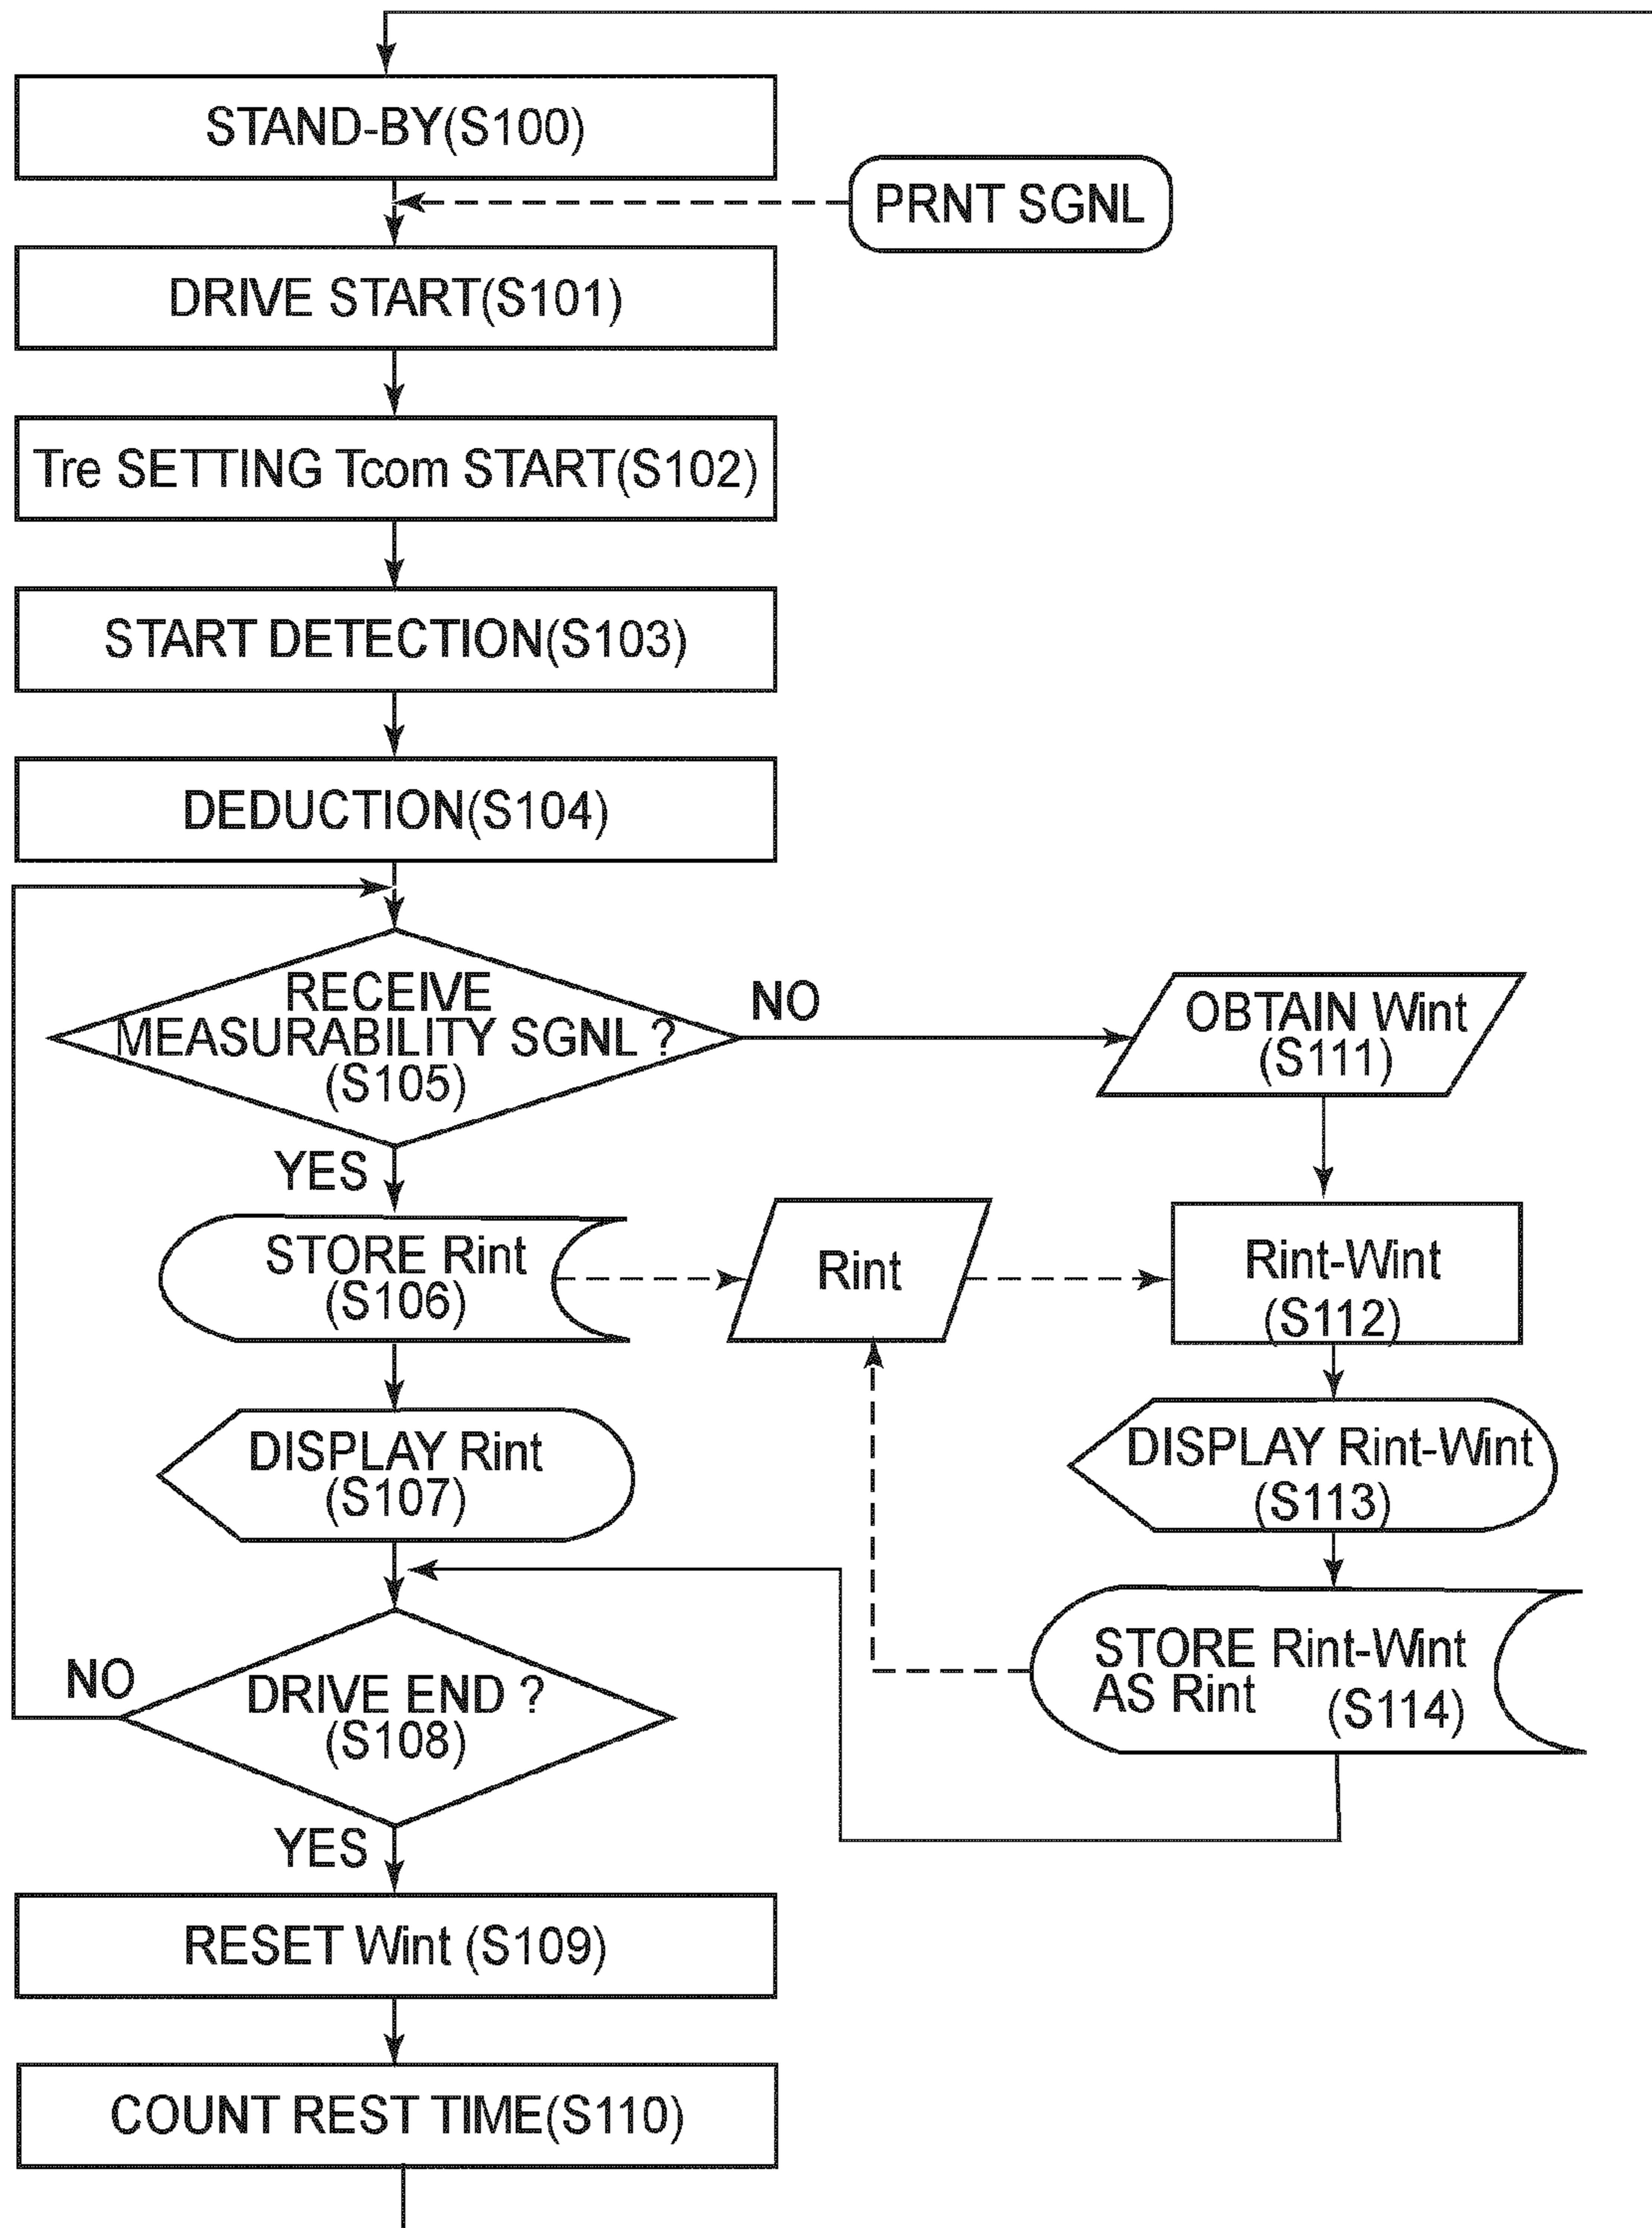 STAND-BY(S100)
PRNT SGNL
DRIVE START(S101)
Tre SETTING Tcom START(S102)
START DETECTION(S103)
DEDUCTION(S104)
RECEIVE
MEASURABILITY SGNL ?
(S105)
NO
OBTAIN Wint
(S111)
YES
STORE Rint
(S106)
Rint
Rint-Wint
(S112)
DISPLAY Rint
(S107)
DISPLAY Rint-Wint
(S113)
STORE Rint-Wint
AS Rint
(S114)
NO
DRIVE END ?
(S108)
YES
RESET Wint (S109)
COUNT REST TIME(S110)